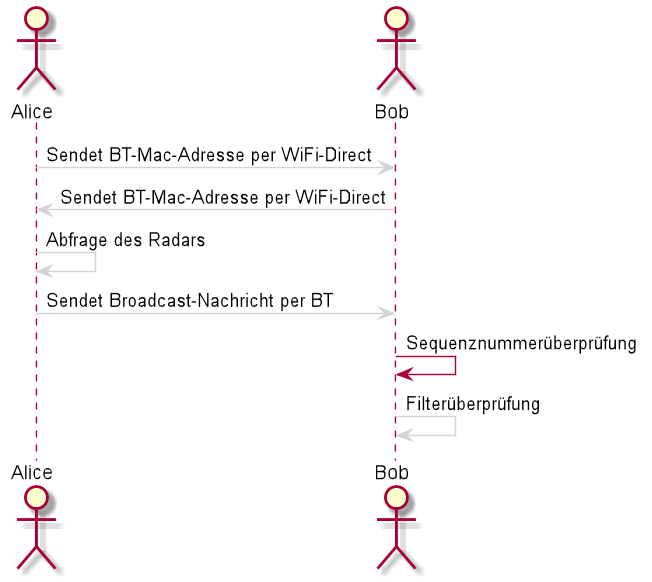 Alice
Bob
Sendet BT-Mac-Adresse per WiFi-Direct
Sendet BT-Mac-Adresse per WiFi-Direct
Abfrage des Radars
Sendet Broadcast-Nachricht per BT
Sequenznummerüberprüfung
Filterüberprüfung
Alice
Bob